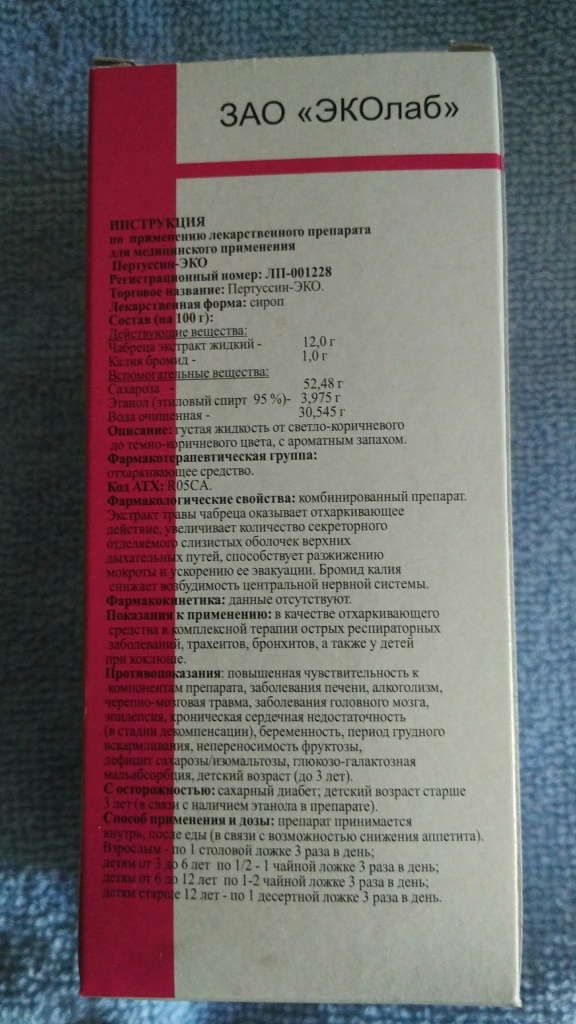 ЗАО «ЭКОлаб»
ИНСТРУКЦИЯ
по применению лекарственного препарата
для медицинского применения
Пертуссин-ЭКО
Регистрационный номер: ЛП-001228
Торговое название: Пертуссин-ЭКО.
Лекарственная форма: сироп
Состав (на 100 г):
Действующие вещества:
Чабреца экстракт жидкий - 12,0 г
Калия бромид - 1,0 г
Вспомогательные вещества:
Сахароза - 52,48 г
Этанол (этиловый спирт 95 %)- 3,975 г
Вода очищенная - 30,545 г
Описание: густая жидкость от светло-коричневого
до темно-коричневого цвета, с ароматным запахом.
Фармакотерапевтическая группа:
отхаркивающее средство.
Код АТХ: R05CA.
Фармакологические свойства: комбинированный препарат.
Экстракт травы чабреца оказывает отхаркивающее
действие, увеличивает количество секреторного
отделяемого слизистых оболочек верхних
дыхательных путей, способствует разжижению
мокроты и ускорению ее эвакуации. Бромид калия
снижает возбудимость центральной нервной системы.
Фармакокинетика: данные отсутствуют.
Показания к применению: в качестве отхаркивающего
средства в комплексной терапии острых респираторных
заболеваний, трахеитов, бронхитов, а также у детей
при коклюше.
Противопоказания: повышенная чувствительность к
компонентам препарата, заболевания печени, алкоголизм,
черепно-мозговая травма, заболевания головного мозга,
эпилепсия, хроническая сердечная недостаточность
(в стадии декомпенсации), беременность, период грудного
вскармливания, непереносимость фруктозы,
дефицит сахарозы/изомальтозы, глюкозо-галактозная
мальабсорбция, детский возраст (до 3 лет).
С осторожностью: сахарный диабет; детский возраст старше
3 лет (в связи с наличием этанола в препарате).
Способ применения и дозы: препарат принимается
внутрь, после еды (в связи с возможностью снижения аппетита).
Взрослым - по 1 столовой ложке 3 раза в день;
детям от 3 до 6 лет по 1/2 - 1 чайной ложке 3 раза в день;
детям от 6 до 12 лет по 1-2 чайной ложке 3 раза в день;
детям старше 12 лет - по 1 десертной ложке 3 раза в день.